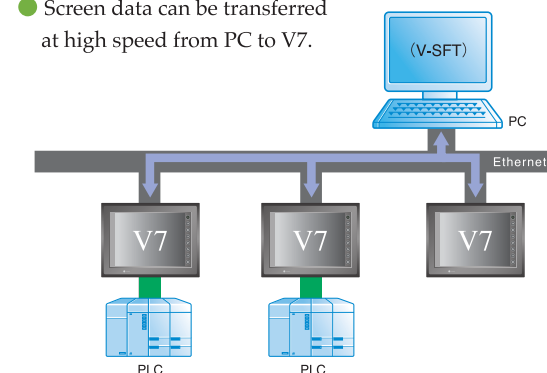 Screen data can be transferred
at high speed from PC to V7.
(V-SFT)
PC
Ethernet
V7
V7
V7
PLC
PLC